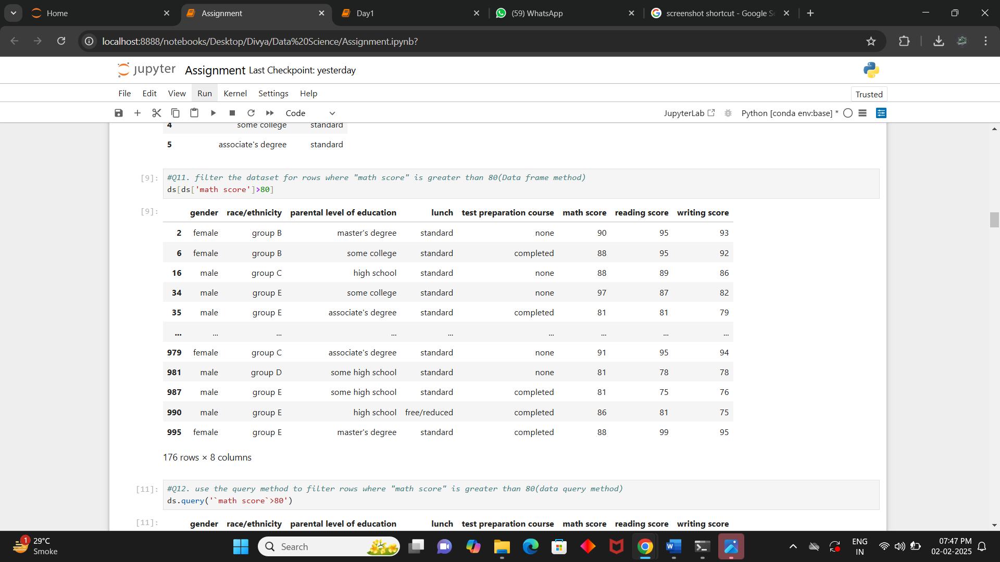 Home
Assignment
Day1
(59) WhatsApp
screenshot shortcut - Google Se
localhost:8888/notebooks/Desktop/Divya/Data%20Science/Assignment.ipynb?
jupyter Assignment Last Checkpoint: yesterday
File Edit View Run Kernel Settings Help Trusted
Code JupyterLab Python [conda env:base] *
4 some college standard
5 associate's degree standard
[9]: #Q11. filter the dataset for rows where "math score" is greater than 80(Data frame method)
ds[ds['math score']>80]
[9]: gender race/ethnicity parental level of education lunch test preparation course math score reading score writing score
2 female group B master's degree standard none 90 95 93
6 female group B some college standard completed 88 95 92
16 male group C high school standard none 88 89 86
34 male group E some college standard none 97 87 82
35 male group E associate's degree standard completed 81 81 79
... ... ... ... ... ... ... ... ...
979 female group C associate's degree standard none 91 95 94
981 male group D some high school standard none 81 78 78
987 male group E some high school standard completed 81 75 76
990 male group E high school free/reduced completed 86 81 75
995 female group E master's degree standard completed 88 99 95
176 rows × 8 columns
[11]: #Q12. use the query method to filter rows where "math score" is greater than 80(data query method)
ds.query('`math score`>80')
[11]: gender race/ethnicity parental level of education lunch test preparation course math score reading score writing score
1 29°C
Smoke
Search
ENG
IN
07:47 PM
02-02-2025